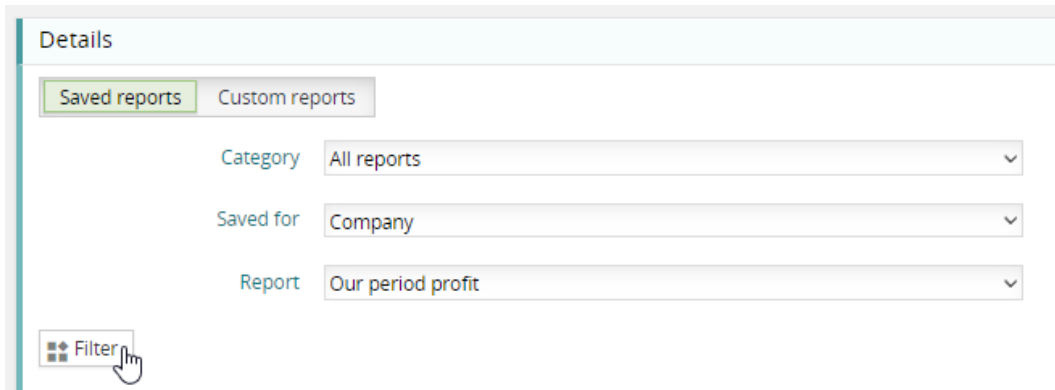 Details
Saved reports Custom reports
Category All reports
Saved for Company
Report Our period profit
Filter